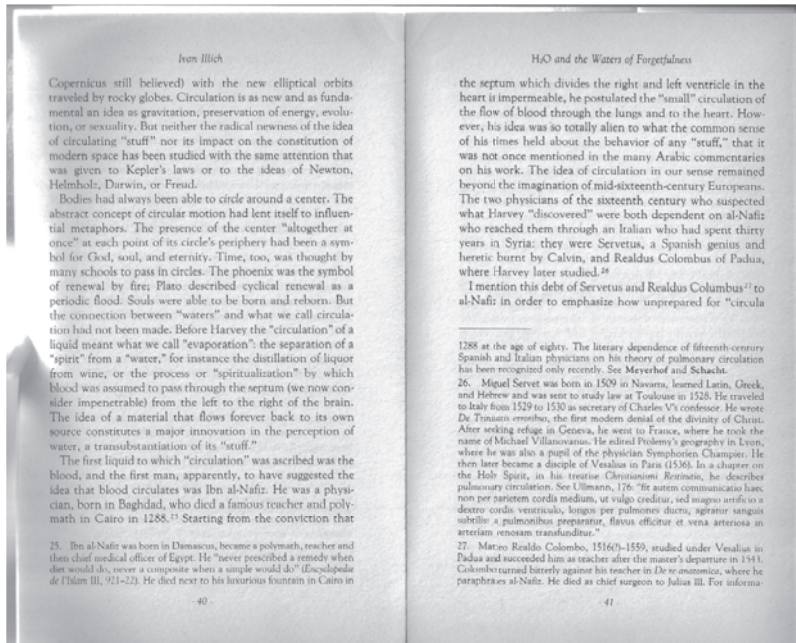 Ivan Illich
Copernicus still believed) with the new elliptical orbits
traveled by rocky globes. Circulation is as new and as funda-
mental an idea as gravitation, preservation of energy, evolu-
tion, or sexuality. But neither the radical newness of the idea
of circulating "stuff" nor its impact on the constitution of
modern space has been studied with the same attention that
was given to Kepler's laws or to the ideas of Newton,
Helmholz, Darwin, or Freud.
Bodies had always been able to circle around a center. The
abstract concept of circular motion had lent itself to influen-
tial metaphors. The presence of the center "altogether at
once" at each point of its circle's periphery had been a sym-
bol for God, soul, and eternity. Time, too, was thought by
many schools to pass in circles. The phoenix was the symbol
of renewal by fire; Plato described cyclical renewal as a
periodic flood. Souls were able to be born and reborn. But
the connection between "waters" and what we call circula-
tion had not been made. Before Harvey the "circulation" of a
liquid meant what we call "evaporation": the separation of a
"spirit" from a "water," for instance the distillation of liquor
from wine, or the process or "spiritualization" by which
blood was assumed to pass through the septum (we now con-
sider impenetrable) from the left to the right of the brain.
The idea of a material that flows forever back to its own
source constitutes a major innovation in the perception of
water, a transubstantiation of its "stuff."
The first liquid to which "circulation" was ascribed was the
blood, and the first man, apparently, to have suggested the
idea that blood circulates was Ibn al-Nafiz. He was a physi-
cian, born in Baghdad, who died a famous teacher and poly-
math in Cairo in 1288.25 Starting from the conviction that
25. Ibn al-Nafiz was born in Damascus, became a polymath, teacher and
then chief medical officer of Egypt. He "never prescribed a remedy when
diet would do, never a composite when a simple would do" (Encyclopedie
de l'Islam III, 921-22). He died next to his luxurious fountain in Cairo in
- 40 -
H2O and the Waters of Forgetfulness
the septum which divides the right and left ventricle in the
heart is impermeable, he postulated the "small" circulation of
the flow of blood through the lungs and to the heart. How-
ever, his idea was so totally alien to what the common sense
of his times held about the behavior of any "stuff," that it
was not once mentioned in the many Arabic commentaries
on his work. The idea of circulation in our sense remained
beyond the imagination of mid-sixteenth-century Europeans.
The two physicians of the sixteenth century who suspected
what Harvey "discovered" were both dependent on al-Nafiz
who reached them through an Italian who had spent thirty
years in Syria: they were Servetus, a Spanish genius and
heretic burnt by Calvin, and Realdus Colombus of Padua,
where Harvey later studied.26
I mention this debt of Servetus and Realdus Columbus27 to
al-Nafiz in order to emphasize how unprepared for "circula
1288 at the age of eighty. The literary dependence of fifteenth-century
Spanish and Italian physicians on his theory of pulmonary circulation
has been recognized only recently. See Meyerhof and Schacht.
26. Miguel Servet was born in 1509 in Navarra, learned Latin, Greek,
and Hebrew and was sent to study law at Toulouse in 1528. He traveled
to Italy from 1529 to 1530 as secretary of Charles V's confessor. He wrote
De Trinitatis erroribus, the first modern denial of the divinity of Christ.
After seeking refuge in Geneva, he went to France, where he took the
name of Michael Villanovanus. He edited Ptolemy's geography in Lyon,
where he was also a pupil of the physician Symphorien Champier. He
then later became a disciple of Vesalius in Paris (1536). In a chapter on
the Holy Spirit, in his treatise Christianismi Restitutio, he describes
pulmonary circulation. See Ullmann, 176: "fit autem communicatio haec
non per parietem cordis medium, ut vulgo creditur, sed magno artificio a
dextro cordis ventriculo, longos per pulmones ductu, agitatur sanguis
subtilis: a pulmonibus preparatur, flavus efficitur et vena arteriosa in
arteriam venosam transfunditur."
27. Matteo Realdo Colombo, 1516(?)-1559, studied under Vesalius in
Padua and succeeded him as teacher after the master's departure in 1543.
Colombo turned bitterly against his teacher in De re anatomica, where he
paraphrases al-Nafiz. He died as chief surgeon to Julius III. For informa-
41